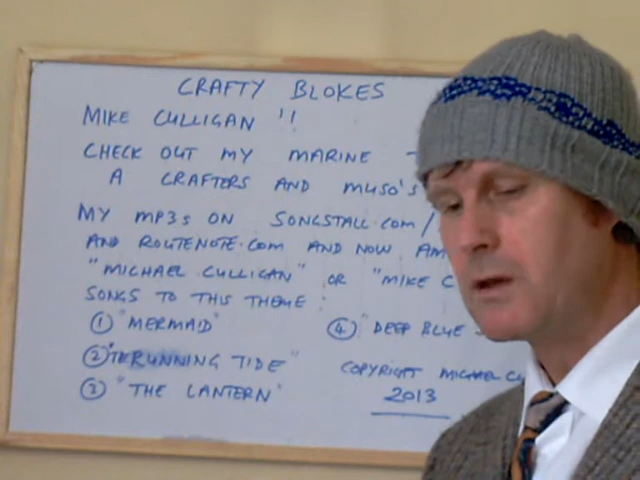 CRAFTY BLOKES
MIKE CULLIGAN !!
CHECK OUT MY MARINE
A CRAFTERS AND MUSO'S
MY MP3s ON SONGSTALL.COM/
AND ROUTENOTE.COM AND NOW AM
"MICHAEL CULLIGAN" OR "MIKE C
SONGS TO THIS THEME :
① "MERMAID"
④ "DEEP BLUE
② "THE RUNNING TIDE"
③ "THE LANTERN"
COPYRIGHT MICHAEL CU
2013